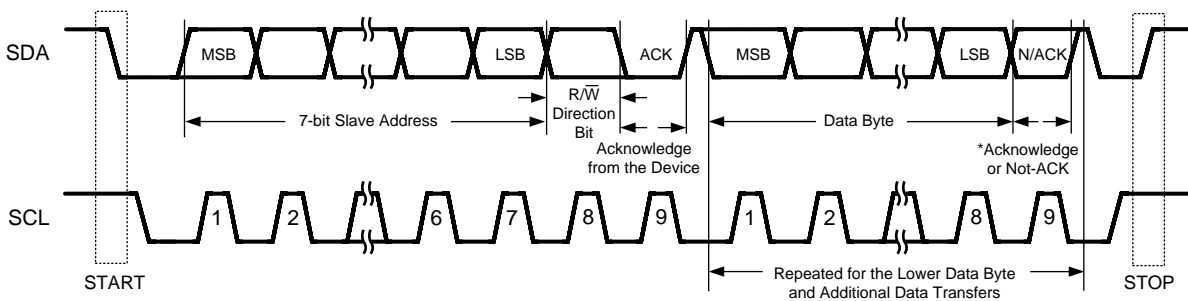 SDA
MSB
LSB
ACK
MSB
LSB
N/ACK
R/W̅
Direction
Bit
7-bit Slave Address
Acknowledge
from the Device
Data Byte
*Acknowledge
or Not-ACK
SCL
1
2
6
7
8
9
1
2
8
9
START
Repeated for the Lower Data Byte
and Additional Data Transfers
STOP